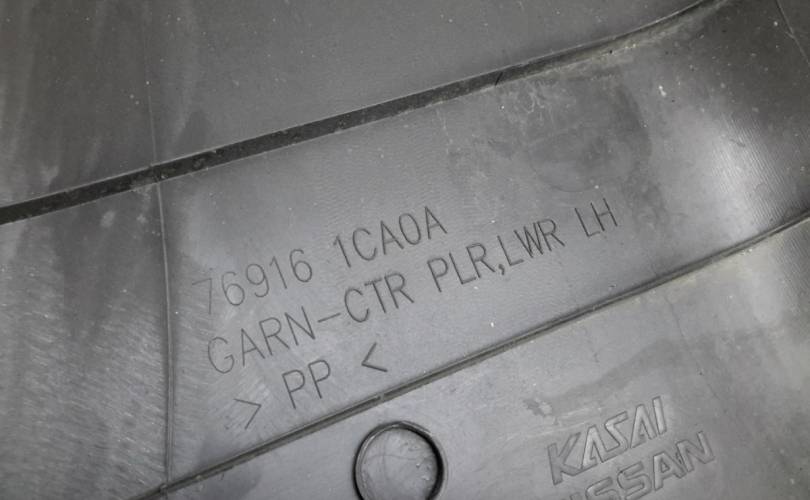 76916 1CA0A
GARN-CTR PLR,LWR LH
> PP <
KASAI
NISSAN